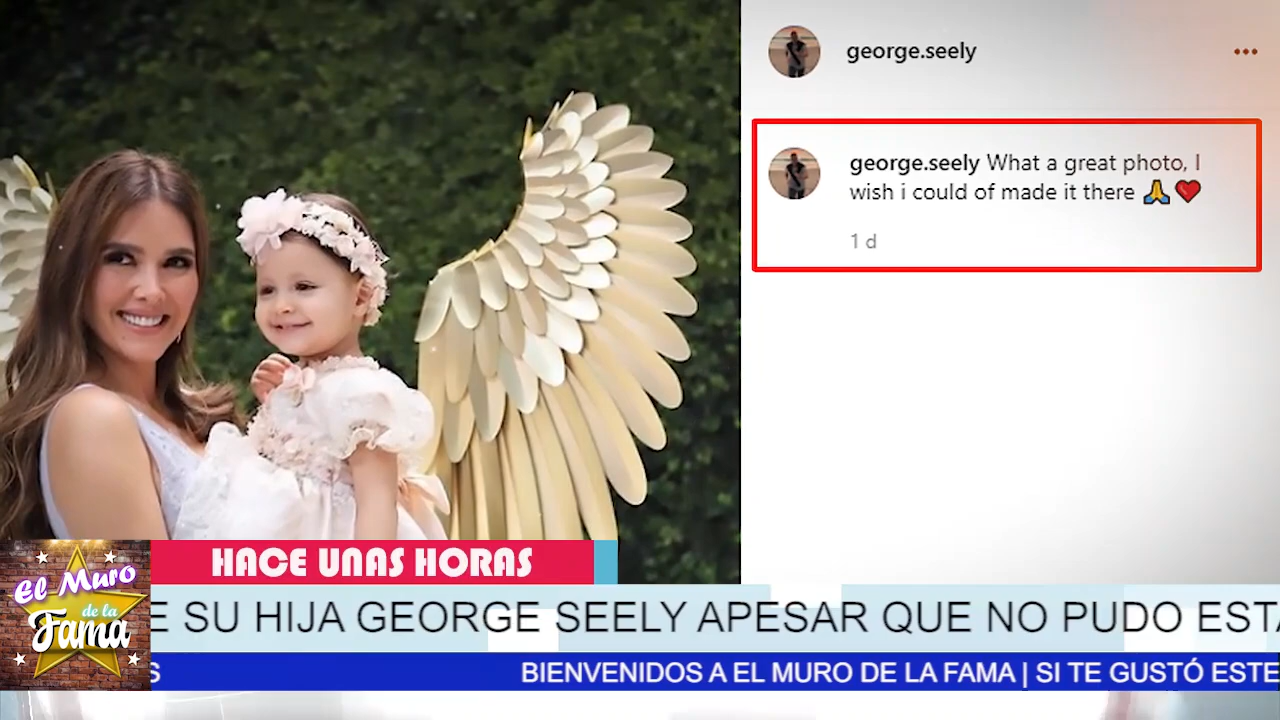 george.seely
george.seely What a great photo, I
wish i could of made it there 🙏❤️
1 d
HACE UNAS HORAS
El Muro
de la
Fama
E SU HIJA GEORGE SEELY APESAR QUE NO PUDO ESTA
S
BIENVENIDOS A EL MURO DE LA FAMA | SI TE GUSTÓ ESTE